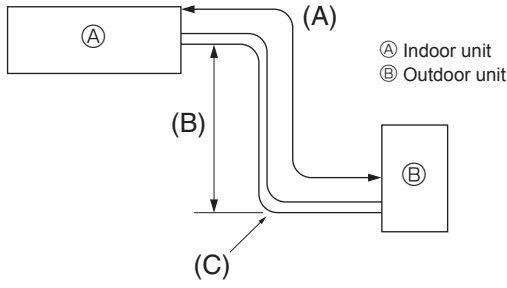 (A)
Ⓐ
Ⓐ Indoor unit
Ⓑ Outdoor unit
(B)
Ⓑ
(C)